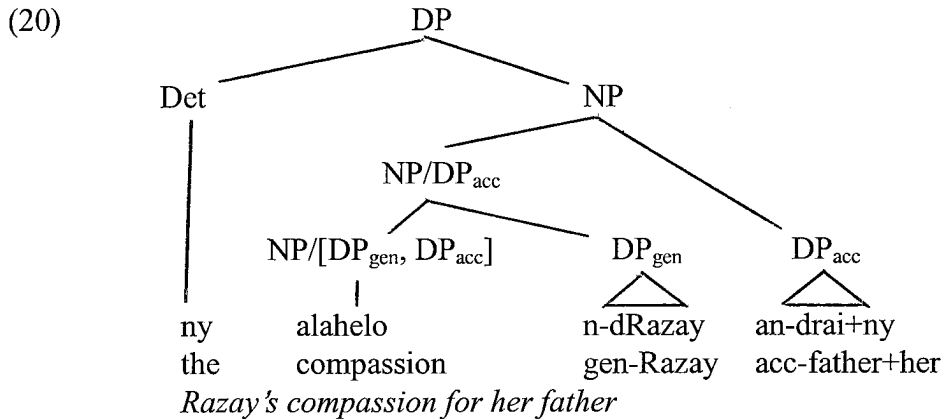 (20) DP
Det NP
NP/DPacc
NP/[DPgen, DPacc] DPgen DPacc
ny alahelo n-dRazay an-drai+ny
the compassion gen-Razay acc-father+her
Razay's compassion for her father